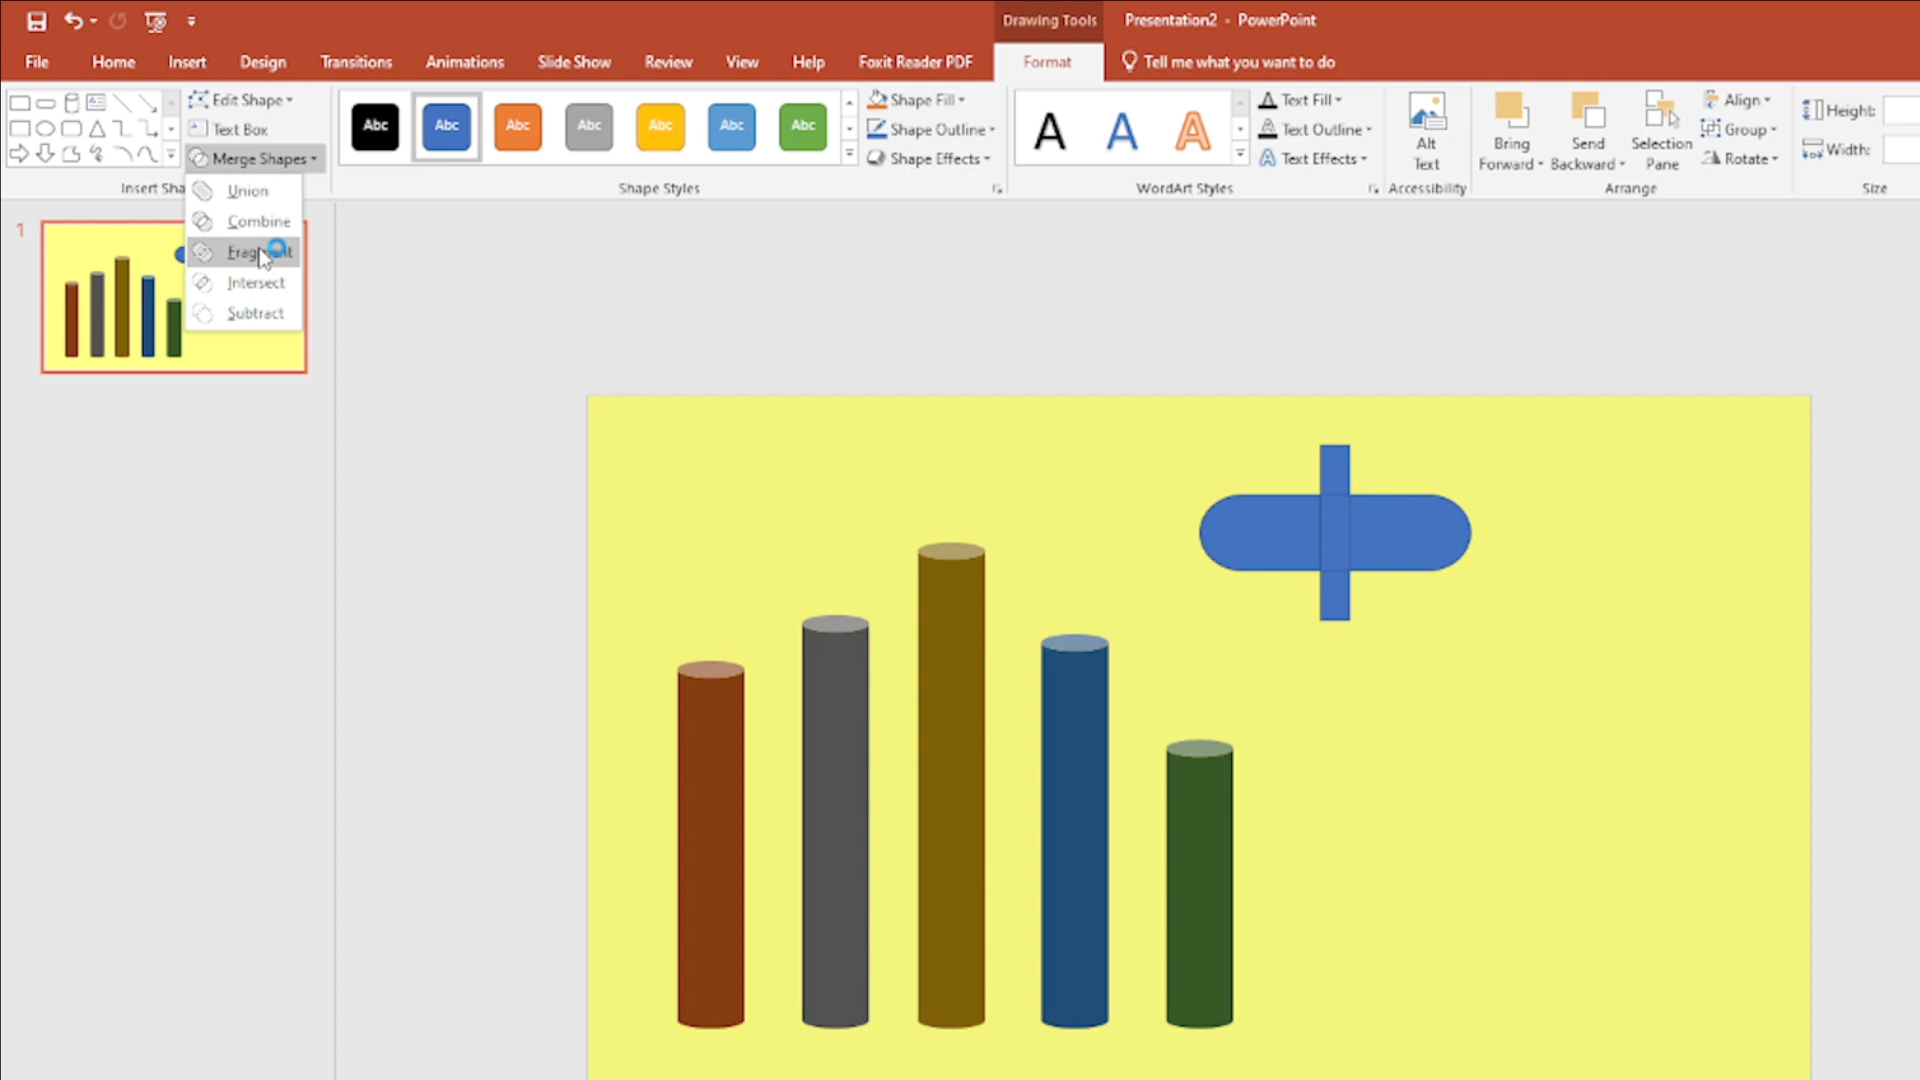 Drawing Tools
Presentation2 - PowerPoint
File
Home
Insert
Design
Transitions
Animations
Slide Show
Review
View
Help
Foxit Reader PDF
Format
Tell me what you want to do
Edit Shape
Text Box
Merge Shapes
Insert Sha
Union
Combine
Intersect
Subtract
Abc
Abc
Abc
Abc
Abc
Abc
Abc
Shape Styles
Shape Fill
Shape Outline
Shape Effects
A
A
A
WordArt Styles
Text Fill
Text Outline
Text Effects
Alt
Text
Accessibility
Bring
Forward
Send
Backward
Selection
Pane
Align
Group
Rotate
Arrange
Height:
Width:
Size
1